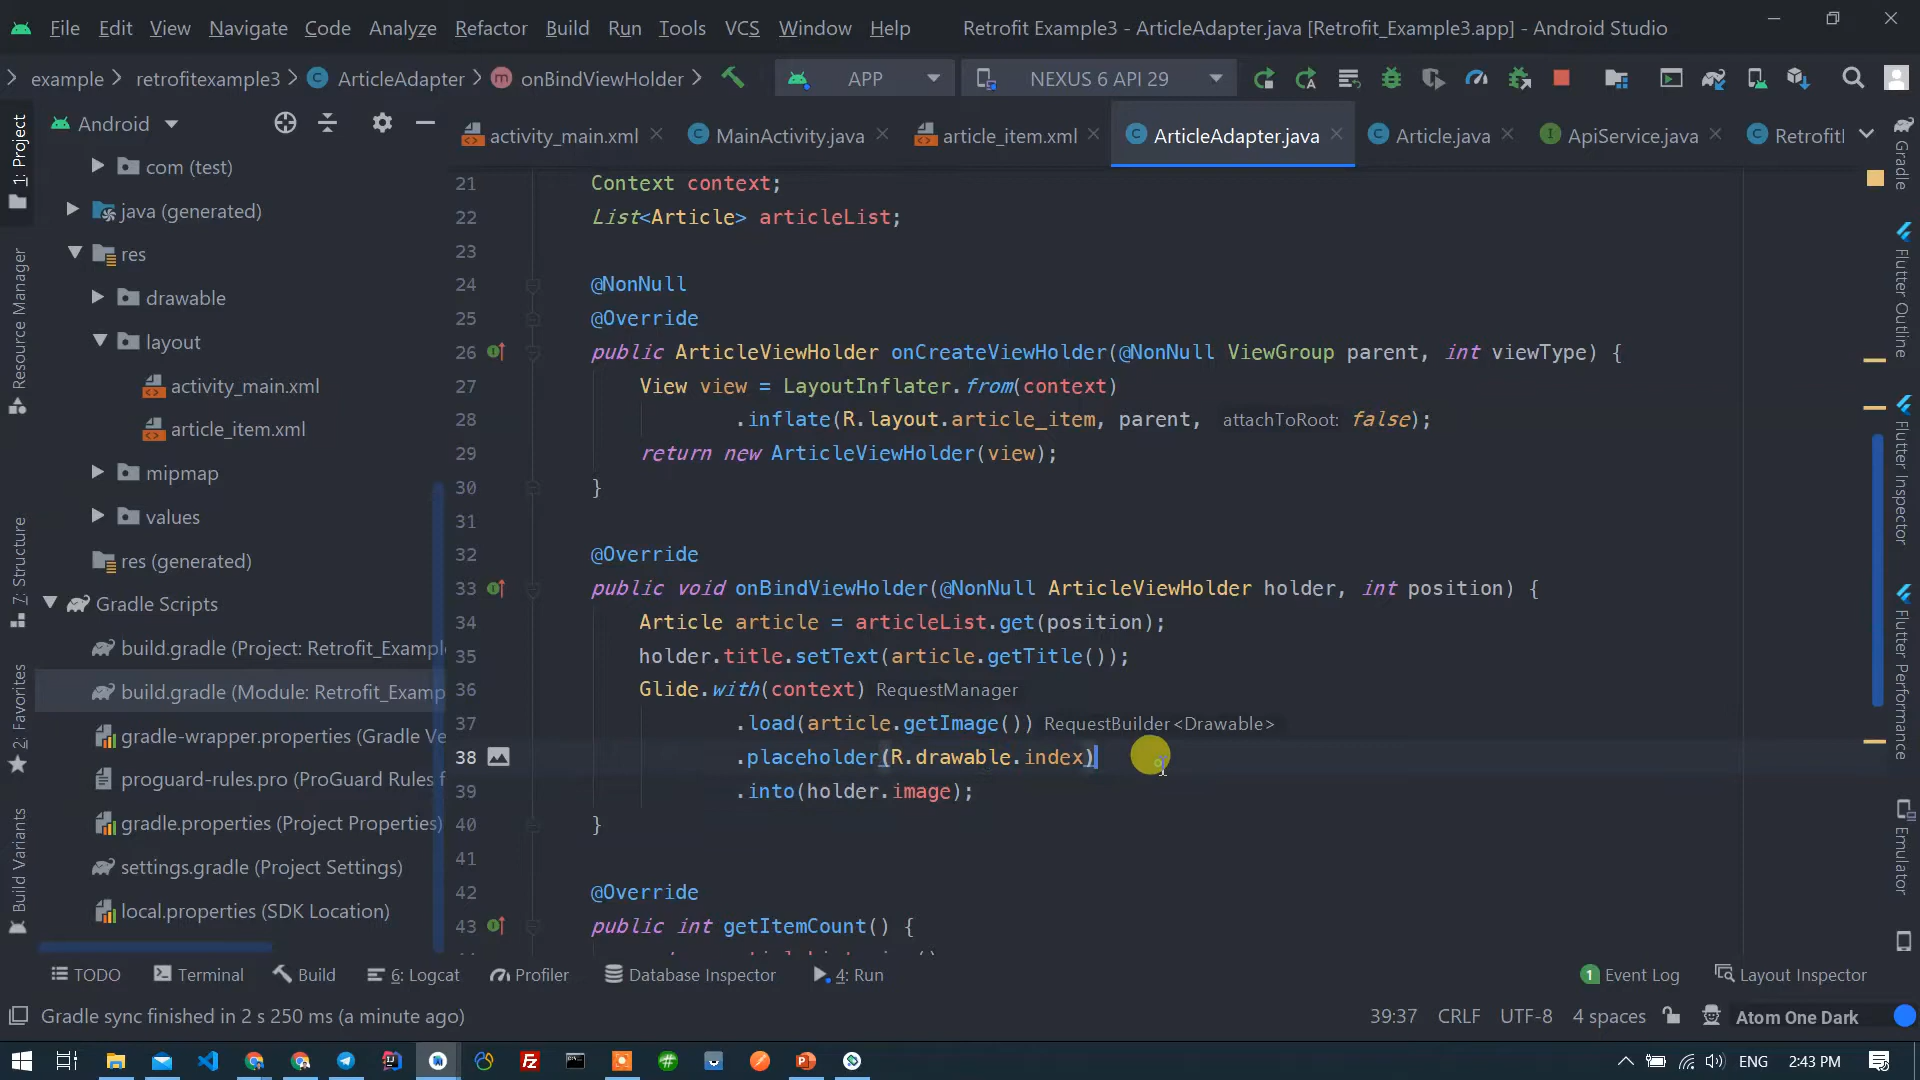 File Edit View Navigate Code Analyze Refactor Build Run Tools VCS Window Help Retrofit Example3 - ArticleAdapter.java [Retrofit_Example3.app] - Android Studio
example retrofitexample3 ArticleAdapter onBindViewHolder APP NEXUS 6 API 29
Android
activity_main.xml MainActivity.java article_item.xml ArticleAdapter.java Article.java ApiService.java Retrofit
1: Project
Resource Manager
7: Structure
2: Favorites
Build Variants
com (test)
java (generated)
res
drawable
layout
activity_main.xml
article_item.xml
mipmap
values
res (generated)
Gradle Scripts
build.gradle (Project: Retrofit_Exampl
build.gradle (Module: Retrofit_Examp
gradle-wrapper.properties (Gradle Ve
proguard-rules.pro (ProGuard Rules f
gradle.properties (Project Properties)
settings.gradle (Project Settings)
local.properties (SDK Location)
21 Context context;
22 List<Article> articleList;
23
24 @NonNull
25 @Override
26 public ArticleViewHolder onCreateViewHolder(@NonNull ViewGroup parent, int viewType) {
27 View view = LayoutInflater.from(context)
28 .inflate(R.layout.article_item, parent, attachToRoot: false);
29 return new ArticleViewHolder(view);
30 }
31
32 @Override
33 public void onBindViewHolder(@NonNull ArticleViewHolder holder, int position) {
34 Article article = articleList.get(position);
35 holder.title.setText(article.getTitle());
36 Glide.with(context) RequestManager
37 .load(article.getImage()) RequestBuilder<Drawable>
38 .placeholder(R.drawable.index)
39 .into(holder.image);
40 }
41
42 @Override
43 public int getItemCount() {
Gradle
Flutter Outline
Flutter Inspector
Flutter Performance
Emulator
TODO Terminal Build 6: Logcat Profiler Database Inspector 4: Run 1 Event Log Layout Inspector
Gradle sync finished in 2 s 250 ms (a minute ago) 39:37 CRLF UTF-8 4 spaces Atom One Dark
ENG 2:43 PM